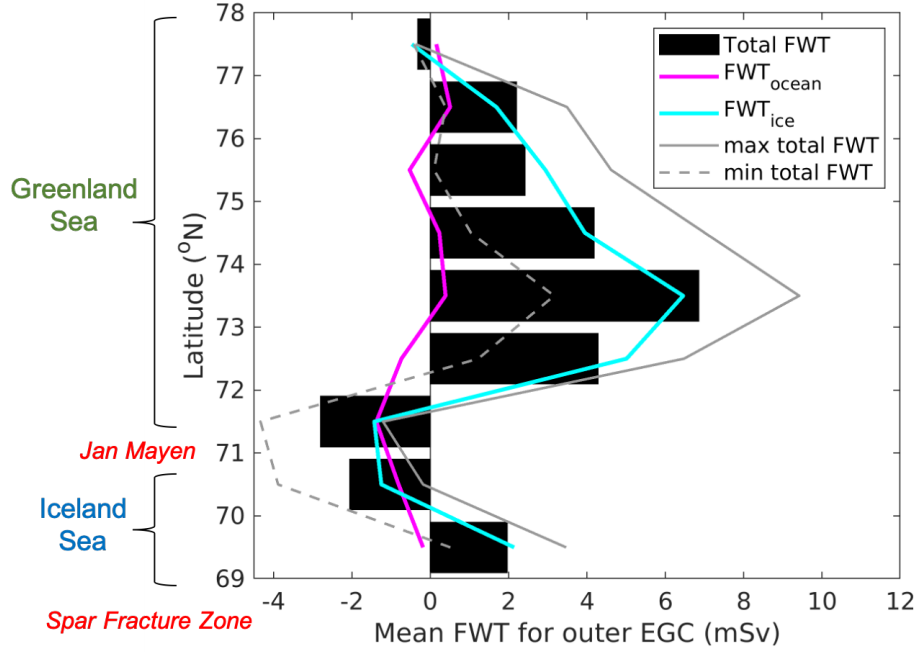 78
77
76
75
74
73
72
71
70
69
Latitude (°N)
Total FWT
FWT_ocean
FWT_ice
max total FWT
min total FWT
Greenland
Sea
Jan Mayen
Iceland
Sea
Spar Fracture Zone
-4 -2 0 2 4 6 8 10 12
Mean FWT for outer EGC (mSv)